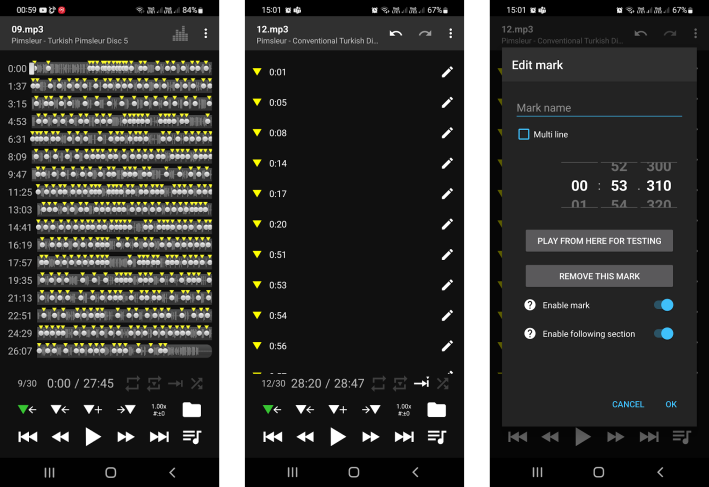 00:59 84%
09.mp3
Pimsleur - Turkish Pimsleur Disc 5
0:00
1:37
3:15
4:53
6:31
8:09
9:47
11:25
13:03
14:41
16:19
17:57
19:35
21:13
22:51
24:29
26:07
9/30 0:00 / 27:45
1.00x
#:±0
15:01 67%
12.mp3
Pimsleur - Conventional Turkish Di...
0:01
0:05
0:08
0:14
0:17
0:20
0:51
0:53
0:54
0:56
12/30 28:20 / 28:47
1.00x
#:±0
15:01 67%
12.mp3
Pimsleur - Conventional Turkish Di...
Edit mark
Mark name
Multi line
52 300
00 : 53 . 310
01 54 320
PLAY FROM HERE FOR TESTING
REMOVE THIS MARK
? Enable mark
? Enable following section
CANCEL OK